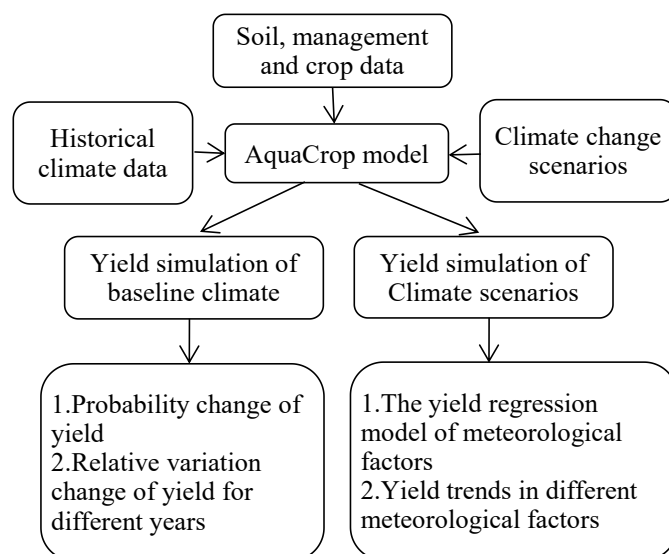 Soil, management
and crop data
Historical
climate data
AquaCrop model
Climate change
scenarios
Yield simulation of
baseline climate
Yield simulation of
Climate scenarios
1.Probability change of
yield
2.Relative variation
change of yield for
different years
1.The yield regression
model of meteorological
factors
2.Yield trends in different
meteorological factors